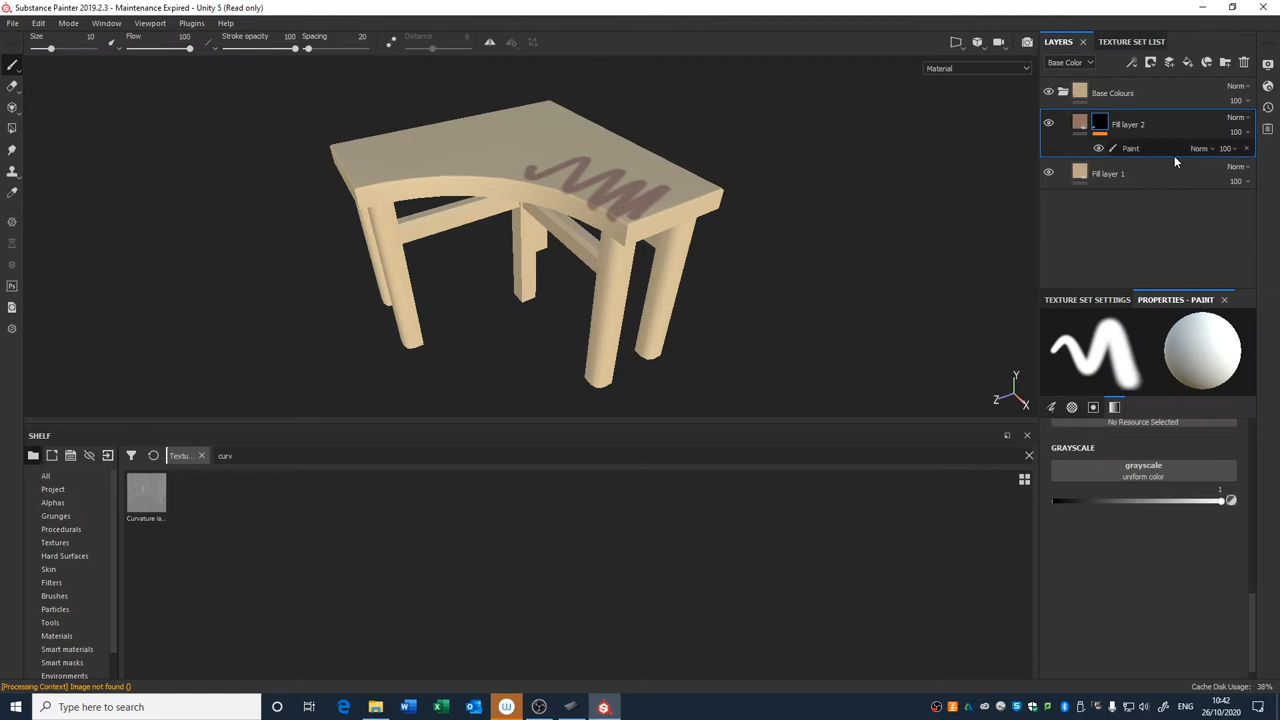 Substance Painter 2019.2.3 - Maintenance Expired - Unity 5 (Read only)
File Edit Mode Window Viewport Plugins Help
Size 10 Flow 100 Stroke opacity 100 Spacing 20 Distance 8
Material
LAYERS TEXTURE SET LIST
Base Color
Base Colours Norm 100
Fill layer 2 Norm 100
Paint Norm 100
Fill layer 1 Norm 100
Y
Z X
TEXTURE SET SETTINGS PROPERTIES - PAINT
No Resource Selected
GRAYSCALE
grayscale
uniform color
1
SHELF
Textu... curv
All
Project
Alphas
Grunges
Procedurals
Textures
Hard Surfaces
Skin
Filters
Brushes
Particles
Tools
Materials
Smart materials
Smart masks
Environments
Curvature la...
[Processing Context] Image not found ()
Cache Disk Usage: 38%
Type here to search
ENG
10:42
26/10/2020